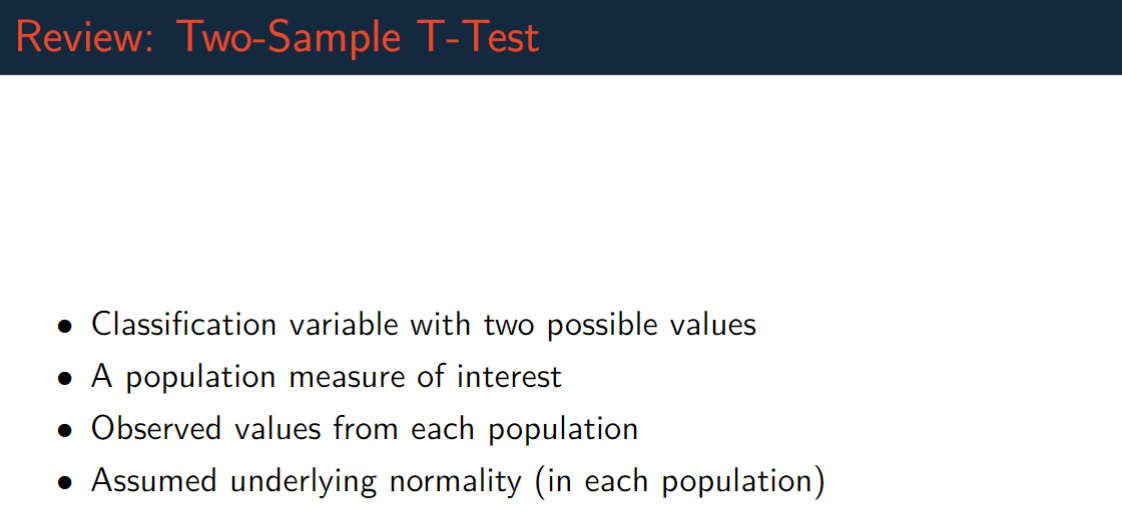 Review: Two-Sample T-Test
• Classification variable with two possible values
• A population measure of interest
• Observed values from each population
• Assumed underlying normality (in each population)